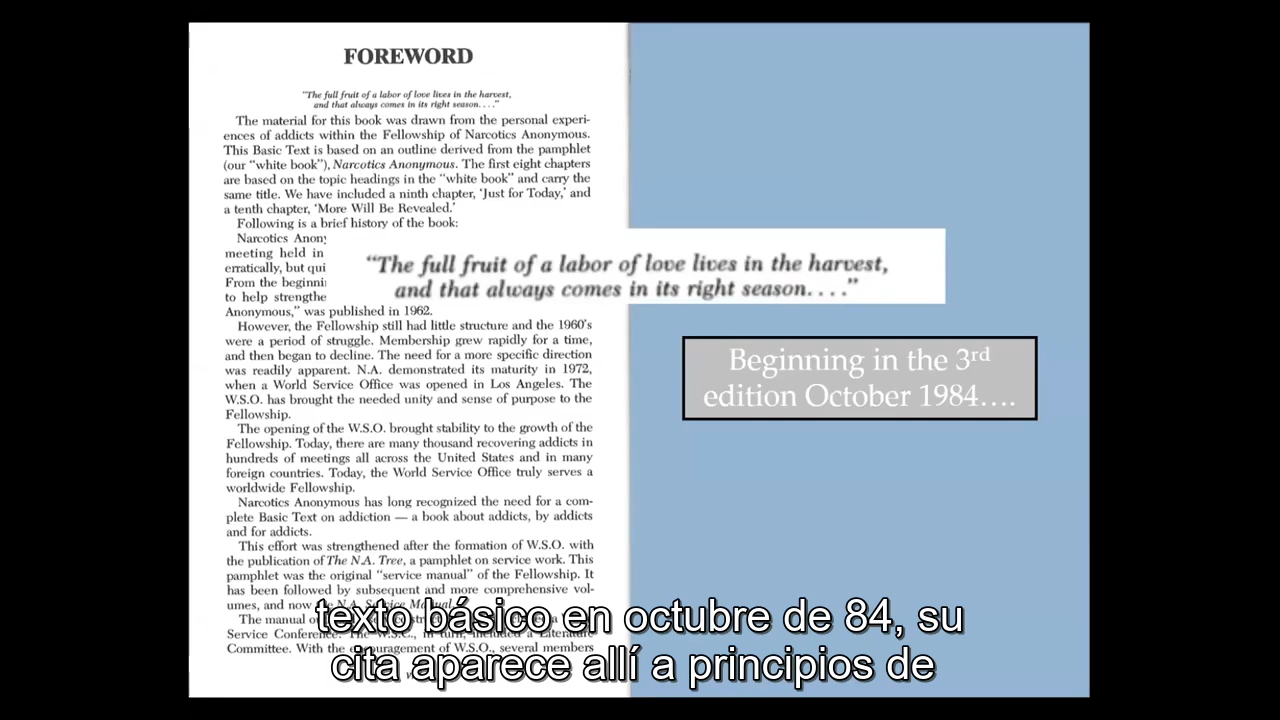 FOREWORD
"The full fruit of a labor of love lives in the harvest,
and that always comes in its right season. . . ."
The material for this book was drawn from the personal experi-
ences of addicts within the Fellowship of Narcotics Anonymous.
This Basic Text is based on an outline derived from the pamphlet
(our "white book"), Narcotics Anonymous. The first eight chapters
are based on the topic headings in the "white book" and carry the
same title. We have included a ninth chapter, 'Just for Today,' and
a tenth chapter, 'More Will Be Revealed.'
Following is a brief history of the book:
Narcotics
meeting held in
erratically, but
From the
to help
Anonymous," was published in 1962.
However, the Fellowship still had little structure and the 1960's
were a period of struggle. Membership grew rapidly for a time,
and then began to decline. The need for a more specific direction
was readily apparent. N.A. demonstrated its maturity in 1972,
when a World Service Office was opened in Los Angeles. The
W.S.O. has brought the needed unity and sense of purpose to the
Fellowship.
The opening of the W.S.O. brought stability to the growth of the
Fellowship. Today, there are many thousand recovering addicts in
hundreds of meetings all across the United States and in many
foreign countries. Today, the World Service Office truly serves a
worldwide Fellowship.
Narcotics Anonymous has long recognized the need for a com-
plete Basic Text on addiction — a book about addicts, by addicts
and for addicts.
This effort was strengthened after the formation of W.S.O. with
the publication of The N.A. Tree, a pamphlet on service work. This
pamphlet was the original "service manual" of the Fellowship. It
has been followed by subsequent and more comprehensive vol-
umes, and now
The manual
Service Conference.
Committee. With the encouragement of W.S.O., several members
"The full fruit of a labor of love lives in the harvest,
and that always comes in its right season. . . ."
Beginning in the 3rd
edition October 1984....
texto básico en octubre de 84, su
cita aparece allí a principios de